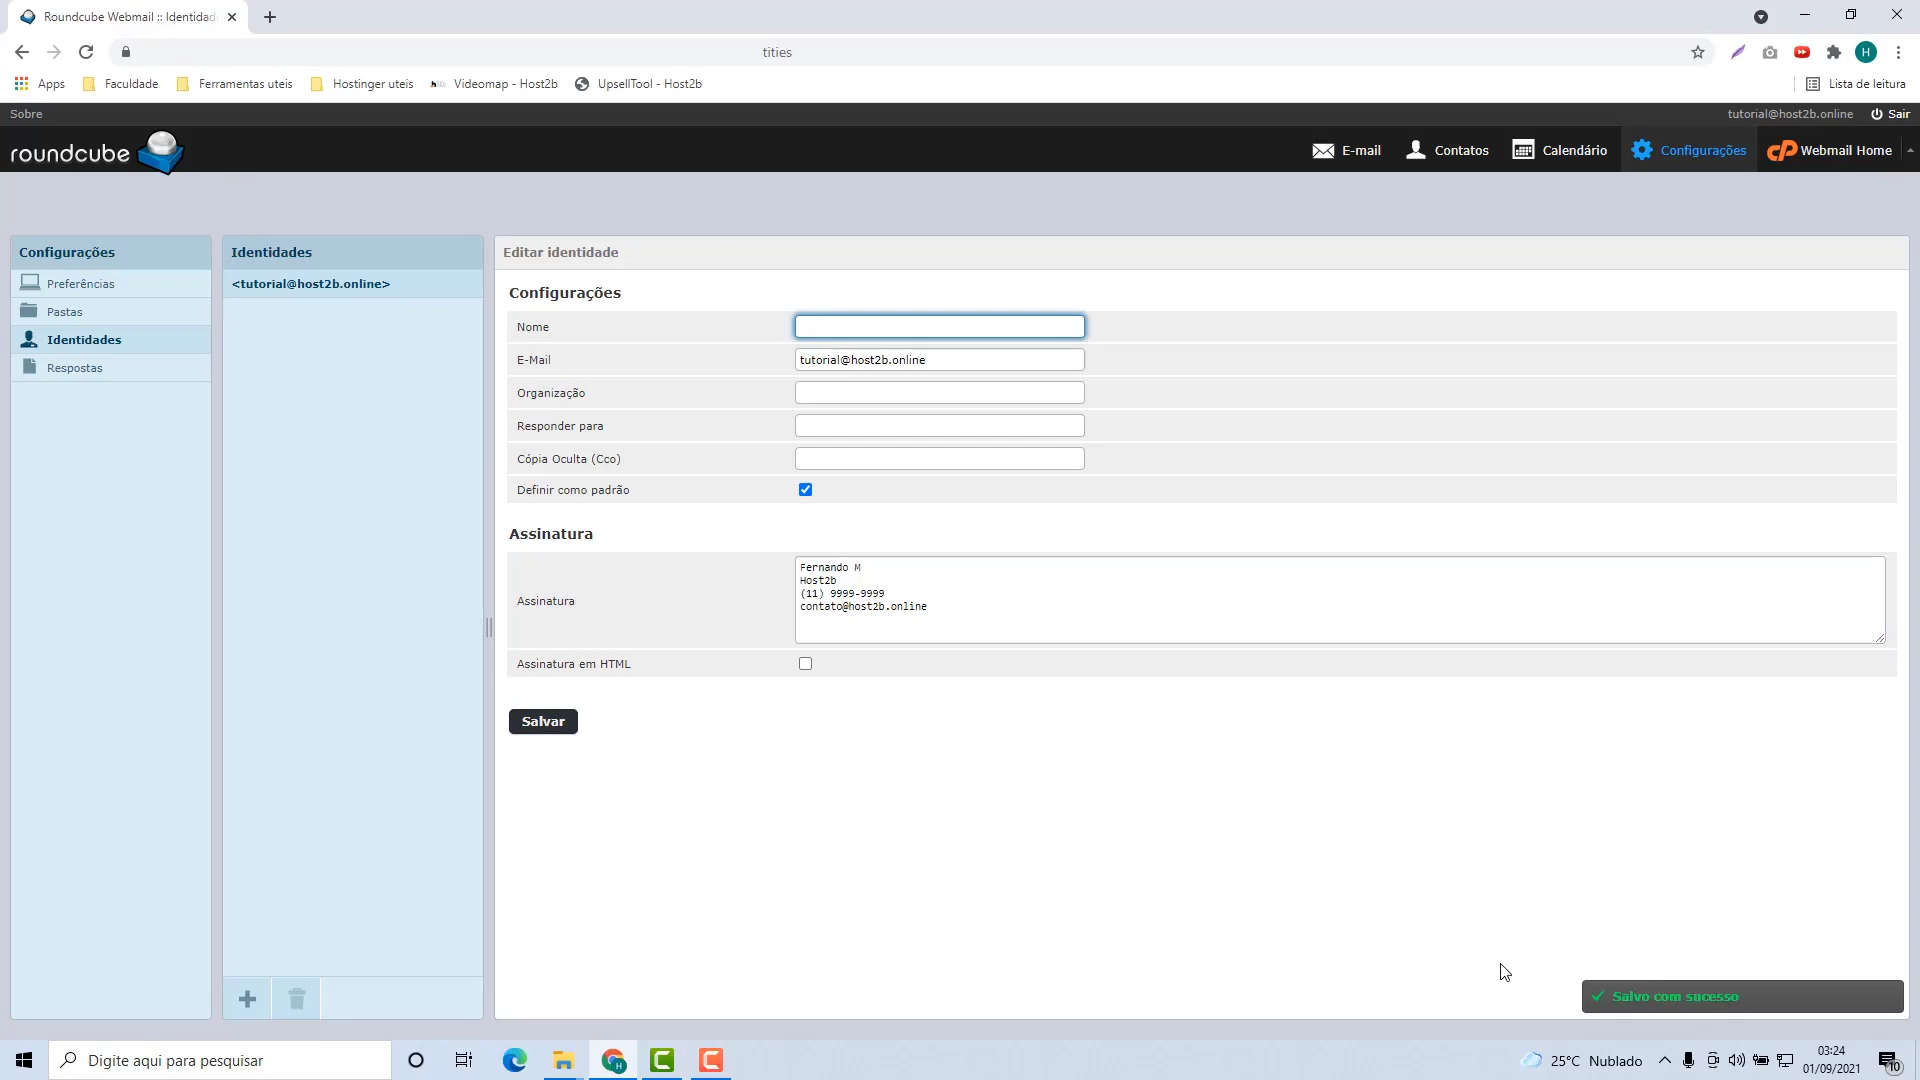 Roundcube Webmail :: Identidad
tities
H
Apps
Faculdade
Ferramentas uteis
Hostinger uteis
Videomap - Host2b
UpsellTool - Host2b
Lista de leitura
Sobre
tutorial@host2b.online
Sair
roundcube
E-mail
Contatos
Calendário
Configurações
cP Webmail Home
Configurações
Preferências
Pastas
Identidades
Respostas
Identidades
<tutorial@host2b.online>
Editar identidade
Configurações
Nome
E-Mail
tutorial@host2b.online
Organização
Responder para
Cópia Oculta (Cco)
Definir como padrão
Assinatura
Assinatura
Fernando M
Host2b
(11) 9999-9999
contato@host2b.online
Assinatura em HTML
Salvar
Salvo com sucesso
Digite aqui para pesquisar
25°C Nublado
03:24
01/09/2021
10